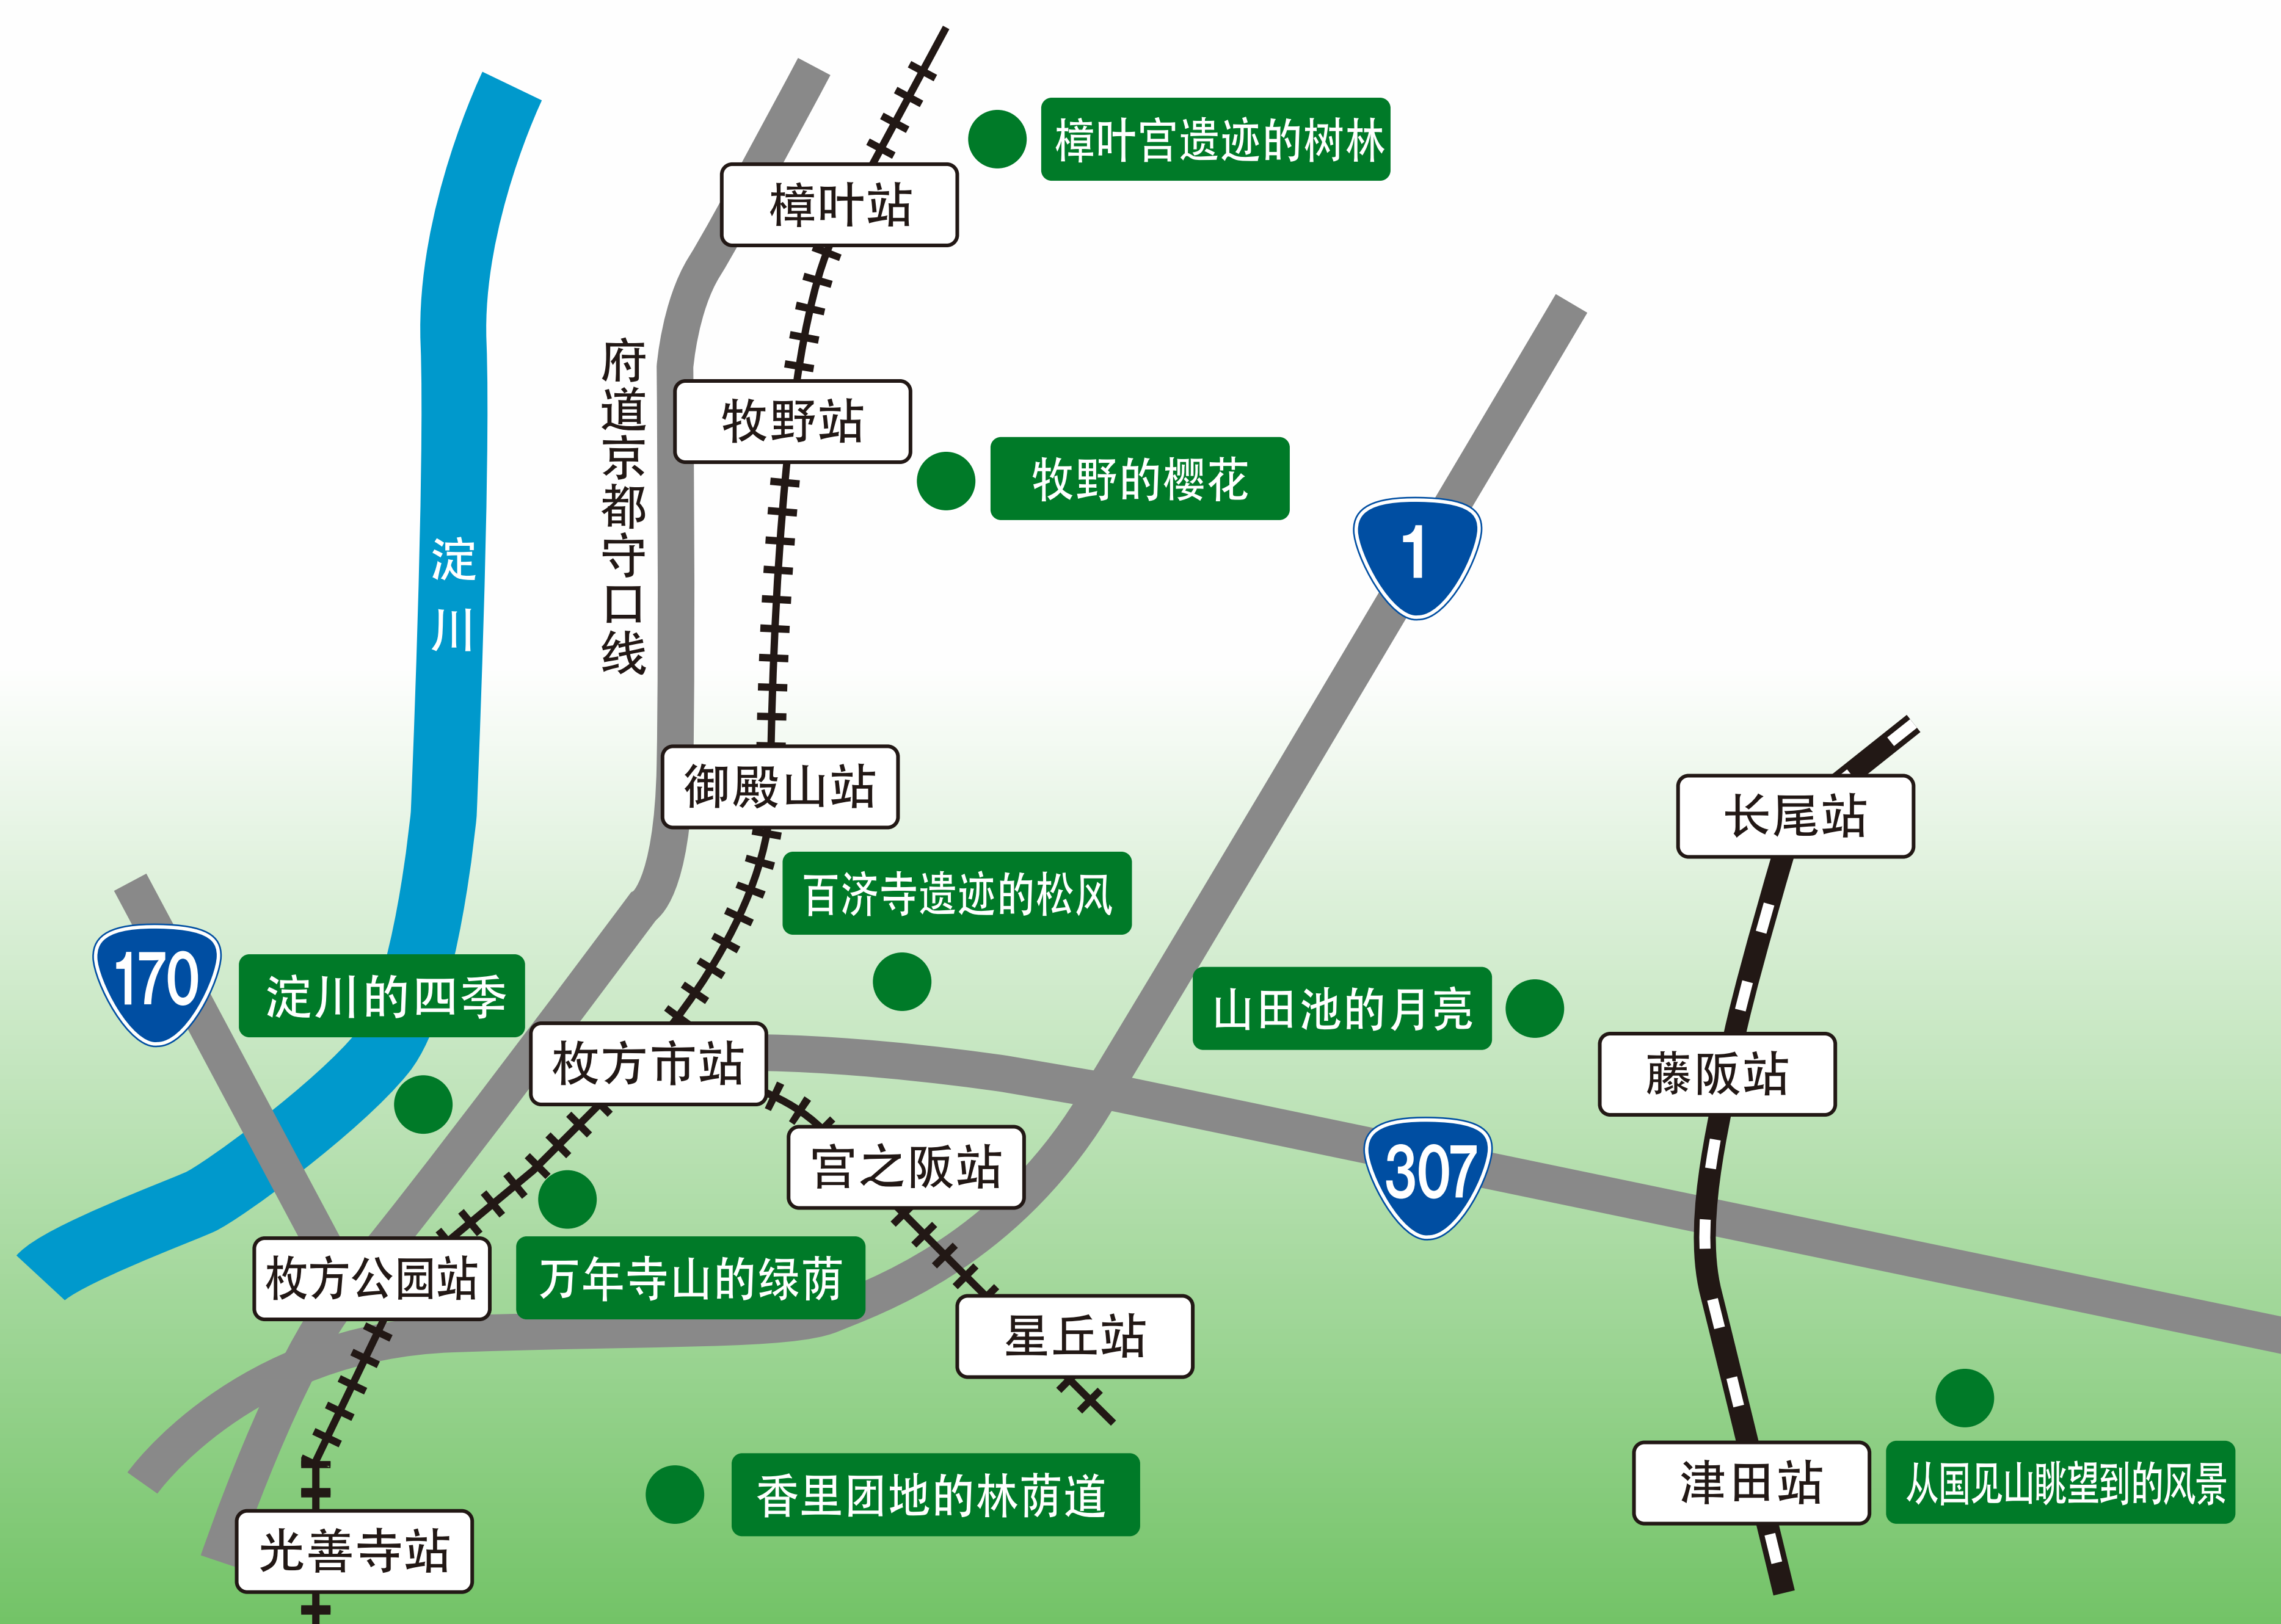 樟叶宫遗迹的树林
樟叶站
府道京都守口线
牧野站
牧野的樱花
1
淀川
御殿山站
长尾站
百济寺遗迹的松风
170
淀川的四季
山田池的月亮
枚方市站
藤阪站
宫之阪站
307
枚方公园站
万年寺山的绿荫
星丘站
香里团地的林荫道
津田站
从国见山眺望到的风景
光善寺站